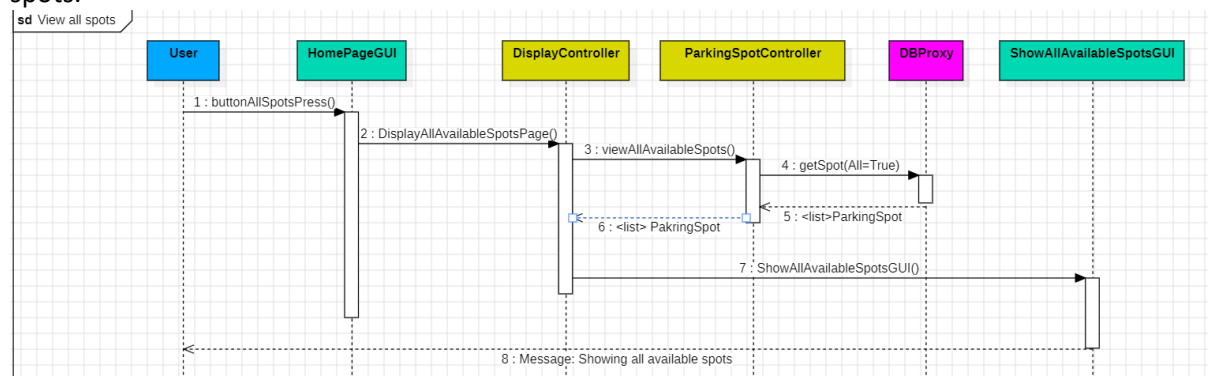 spots.
sd View all spots
User
HomePageGUI
DisplayController
ParkingSpotController
DBProxy
ShowAllAvailableSpotsGUI
1 : buttonAllSpotsPress()
2 : DisplayAllAvailableSpotsPage()
3 : viewAllAvailableSpots()
4 : getSpot(All=True)
5 : <list>ParkingSpot
6 : <list> PakringSpot
7 : ShowAllAvailableSpotsGUI()
8 : Message: Showing all available spots